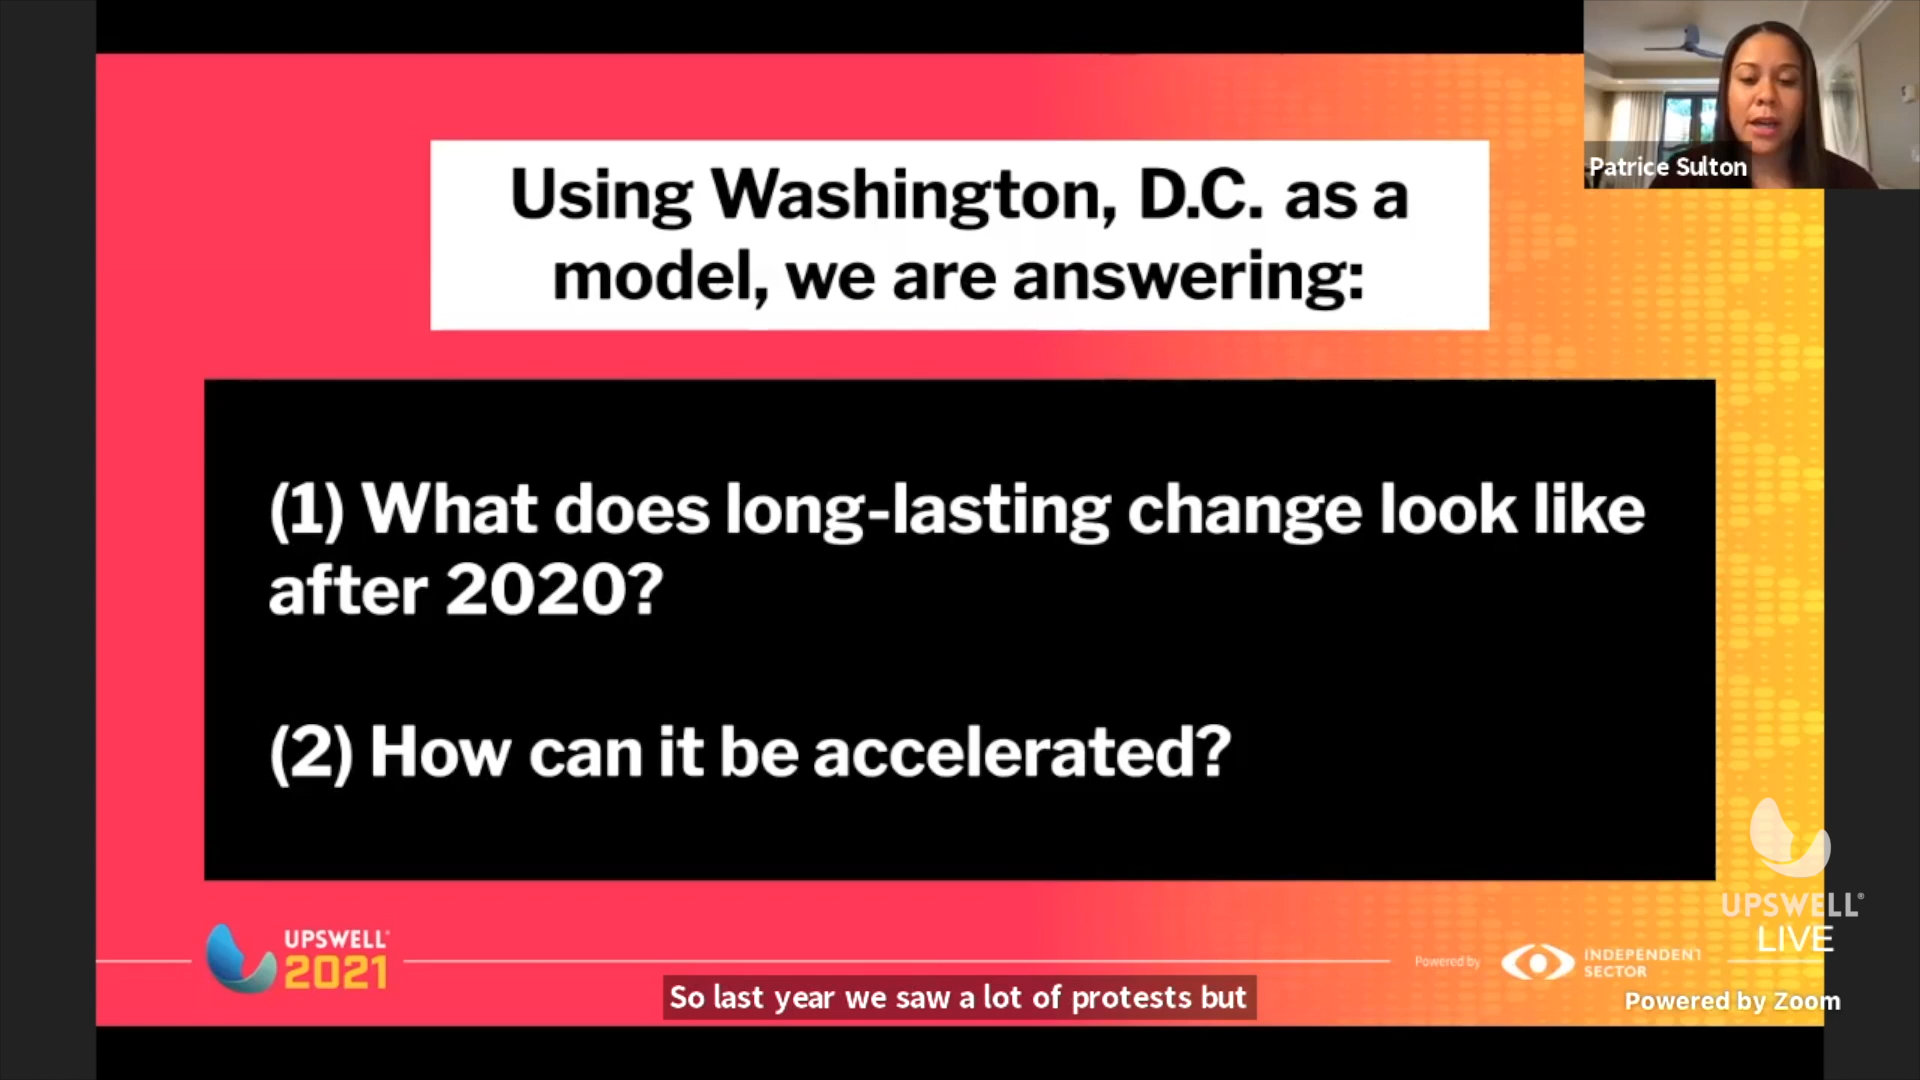 Patrice Sulton
Using Washington, D.C. as a
model, we are answering:
(1) What does long-lasting change look like
after 2020?
(2) How can it be accelerated?
UPSWELL
2021
Powered by
INDEPENDENT
SECTOR
UPSWELL®
LIVE
Powered by Zoom
So last year we saw a lot of protests but